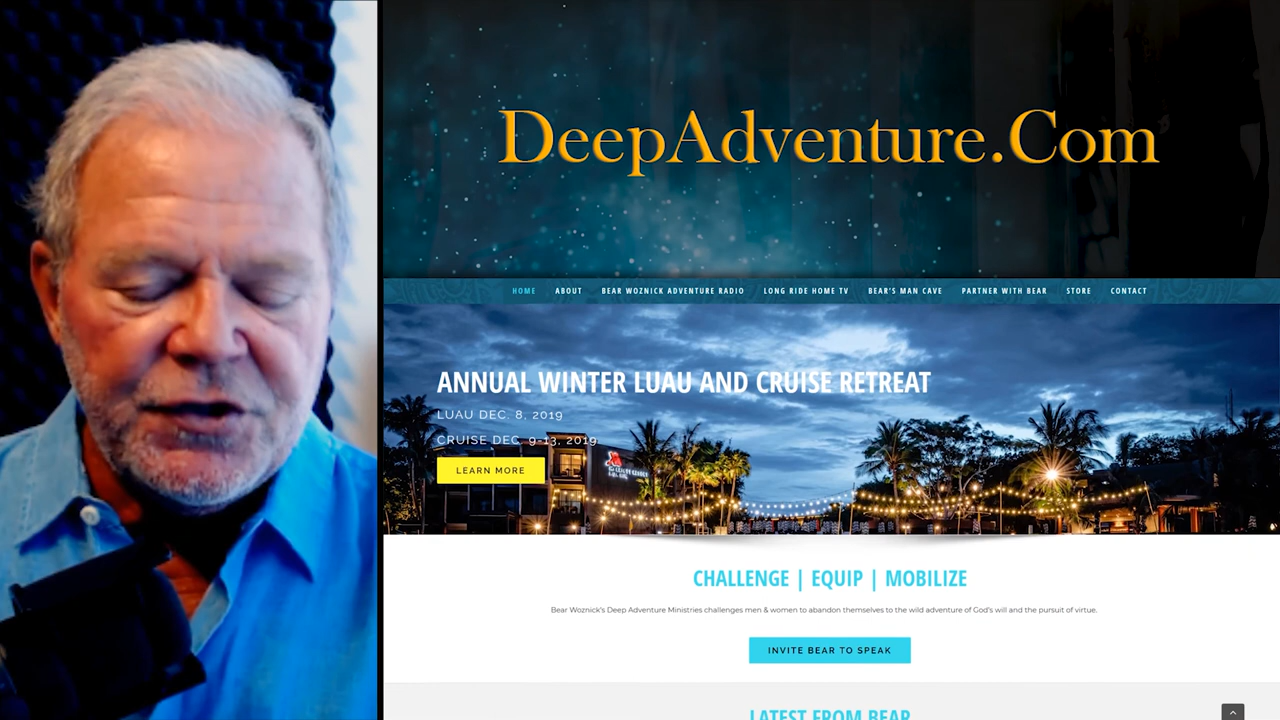 DeepAdventure.Com
HOME ABOUT BEAR WOZNICK ADVENTURE RADIO LONG RIDE HOME TV BEAR'S MAN CAVE PARTNER WITH BEAR STORE CONTACT
ANNUAL WINTER LUAU AND CRUISE RETREAT
LUAU DEC. 8, 2019
CRUISE DEC. 9-13, 2019
LEARN MORE
CHALLENGE | EQUIP | MOBILIZE
Bear Woznick's Deep Adventure Ministries challenges men & women to abandon themselves to the wild adventure of God's will and the pursuit of virtue.
INVITE BEAR TO SPEAK
LATEST FROM BEAR